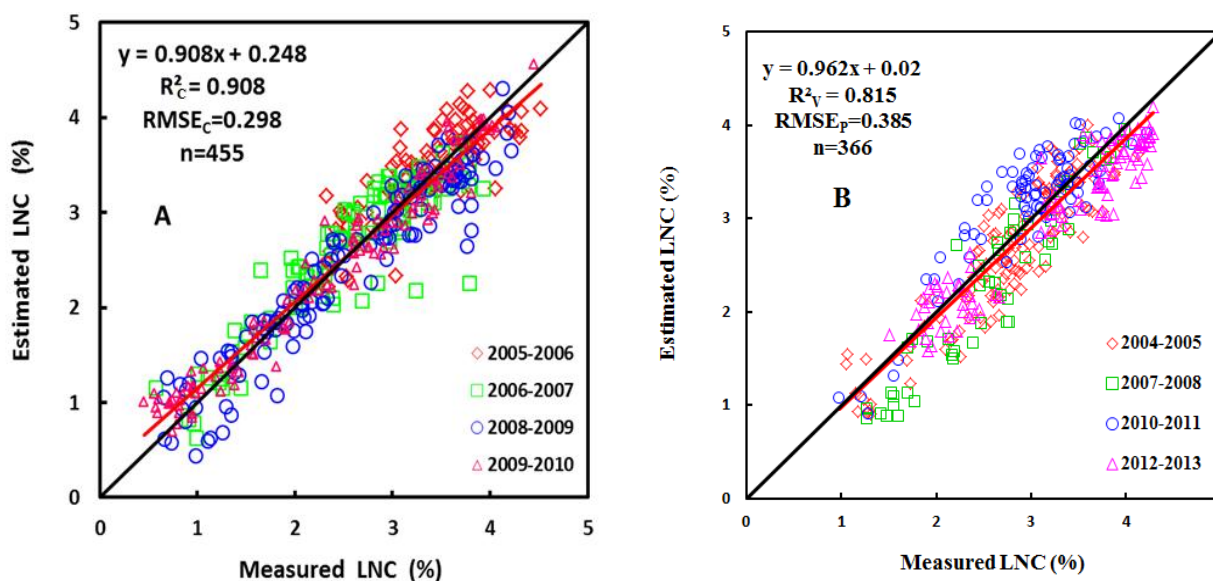 5
4
3
2
1
0
Estimated LNC (%)
y = 0.908x + 0.248
R²C = 0.908
RMSEC=0.298
n=455
A
2005-2006
2006-2007
2008-2009
2009-2010
0 1 2 3 4 5
Measured LNC (%)
5
4
3
2
1
0
Estimated LNC (%)
y = 0.962x + 0.02
R²V = 0.815
RMSEP=0.385
n=366
B
2004-2005
2007-2008
2010-2011
2012-2013
0 1 2 3 4
Measured LNC (%)